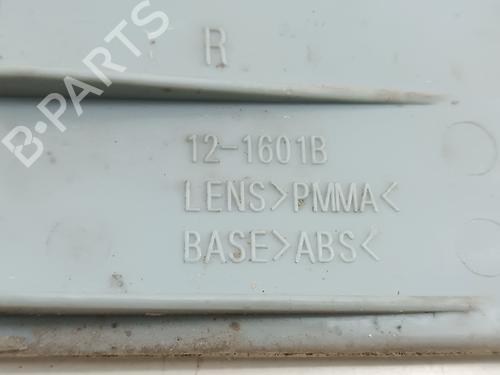 B-PARTS
R
12-1601B
LENS>PMMA<
BASE>ABS<